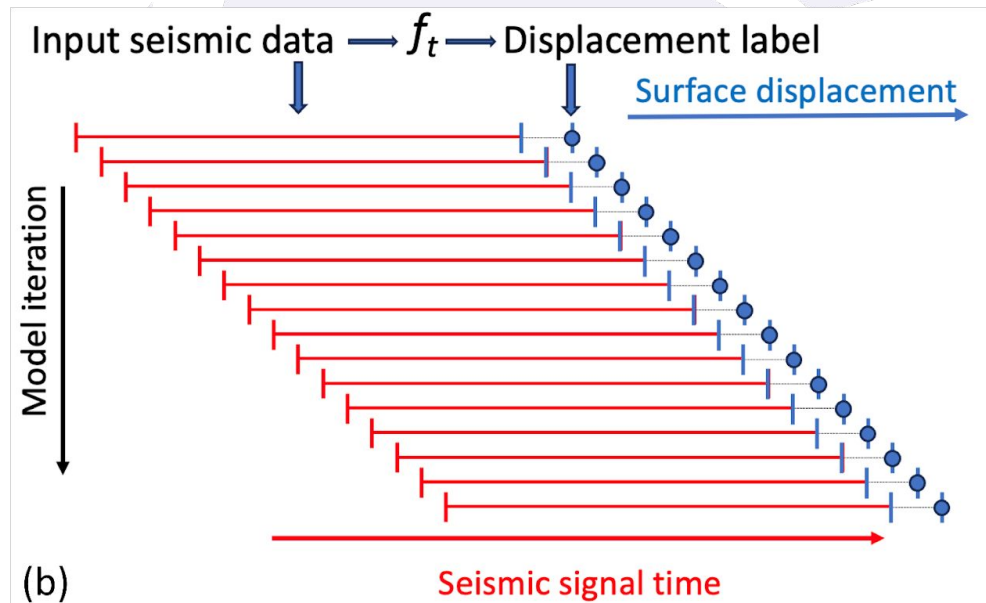 Input seismic data → f_t → Displacement label
Surface displacement
Model iteration
Seismic signal time
(b)